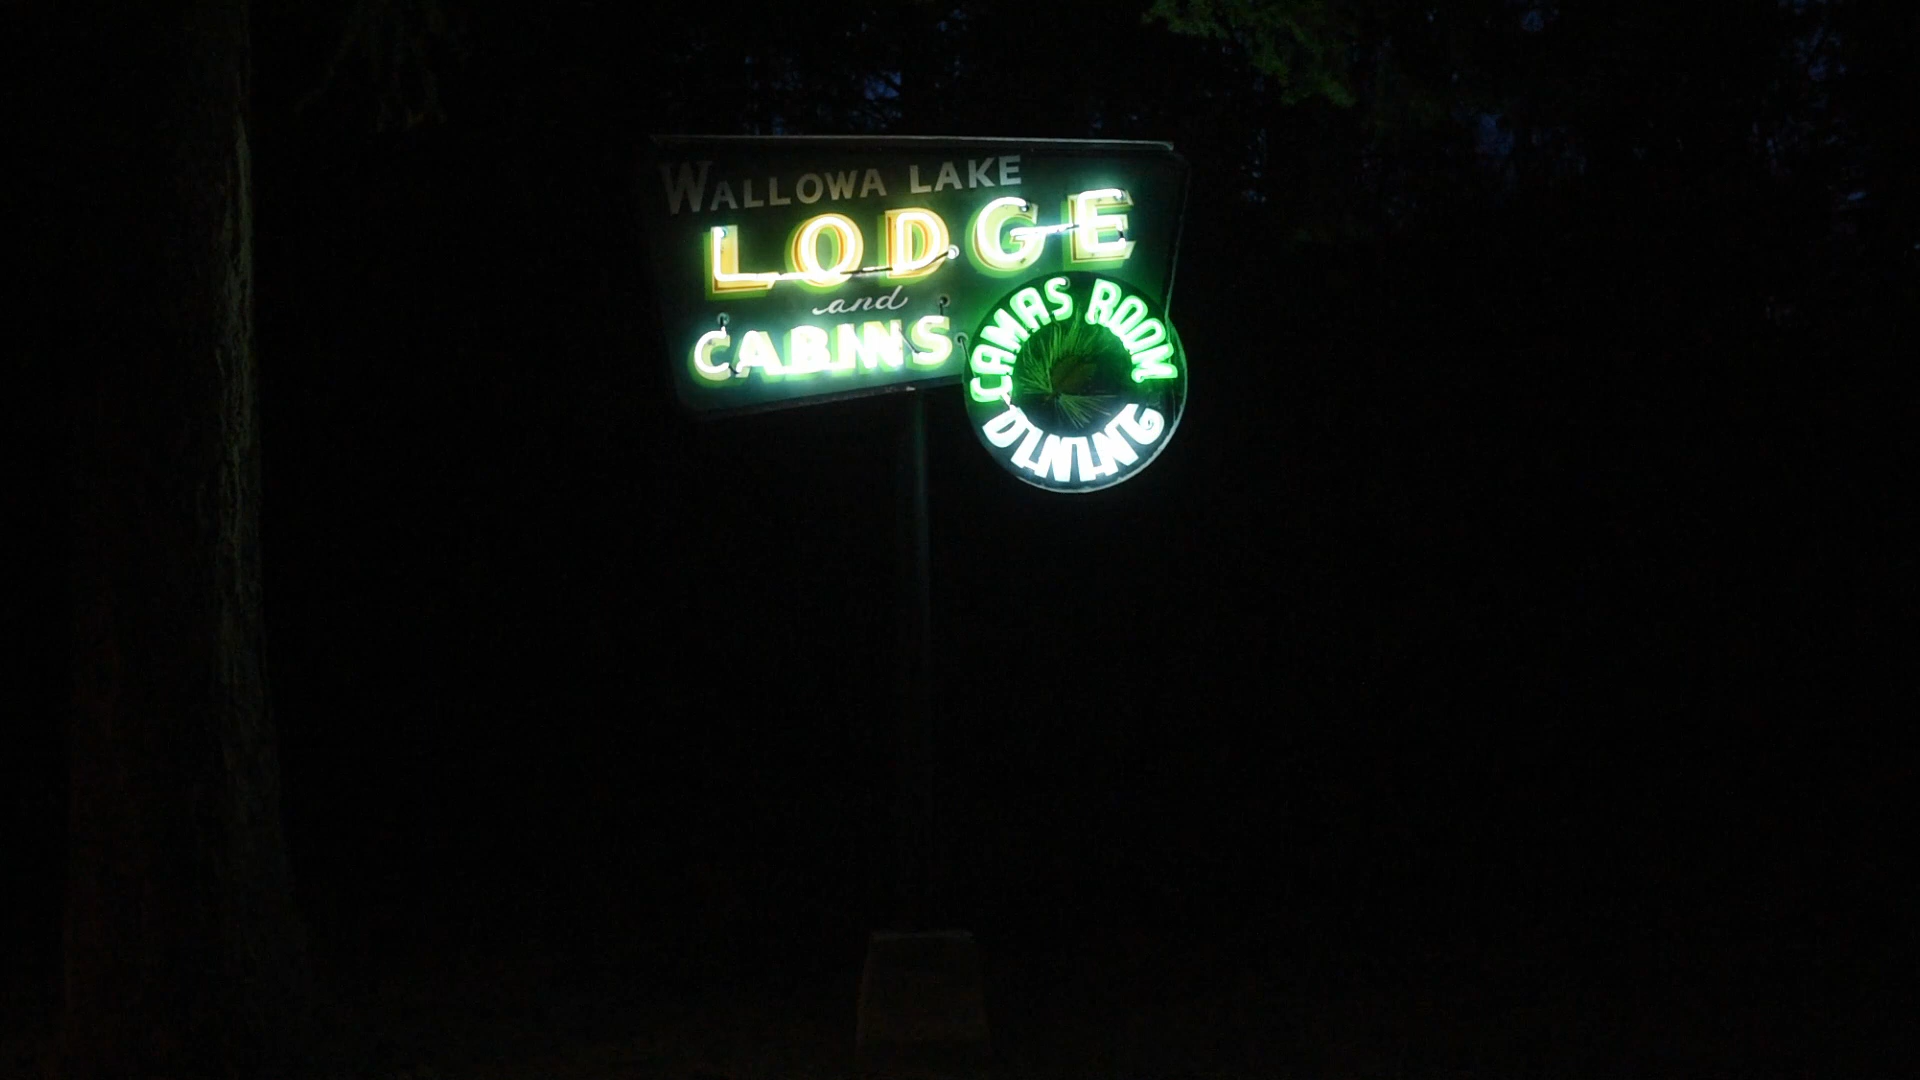 WALLOWA LAKE
LODGE
and
CABINS
CAMAS ROOM
DINING